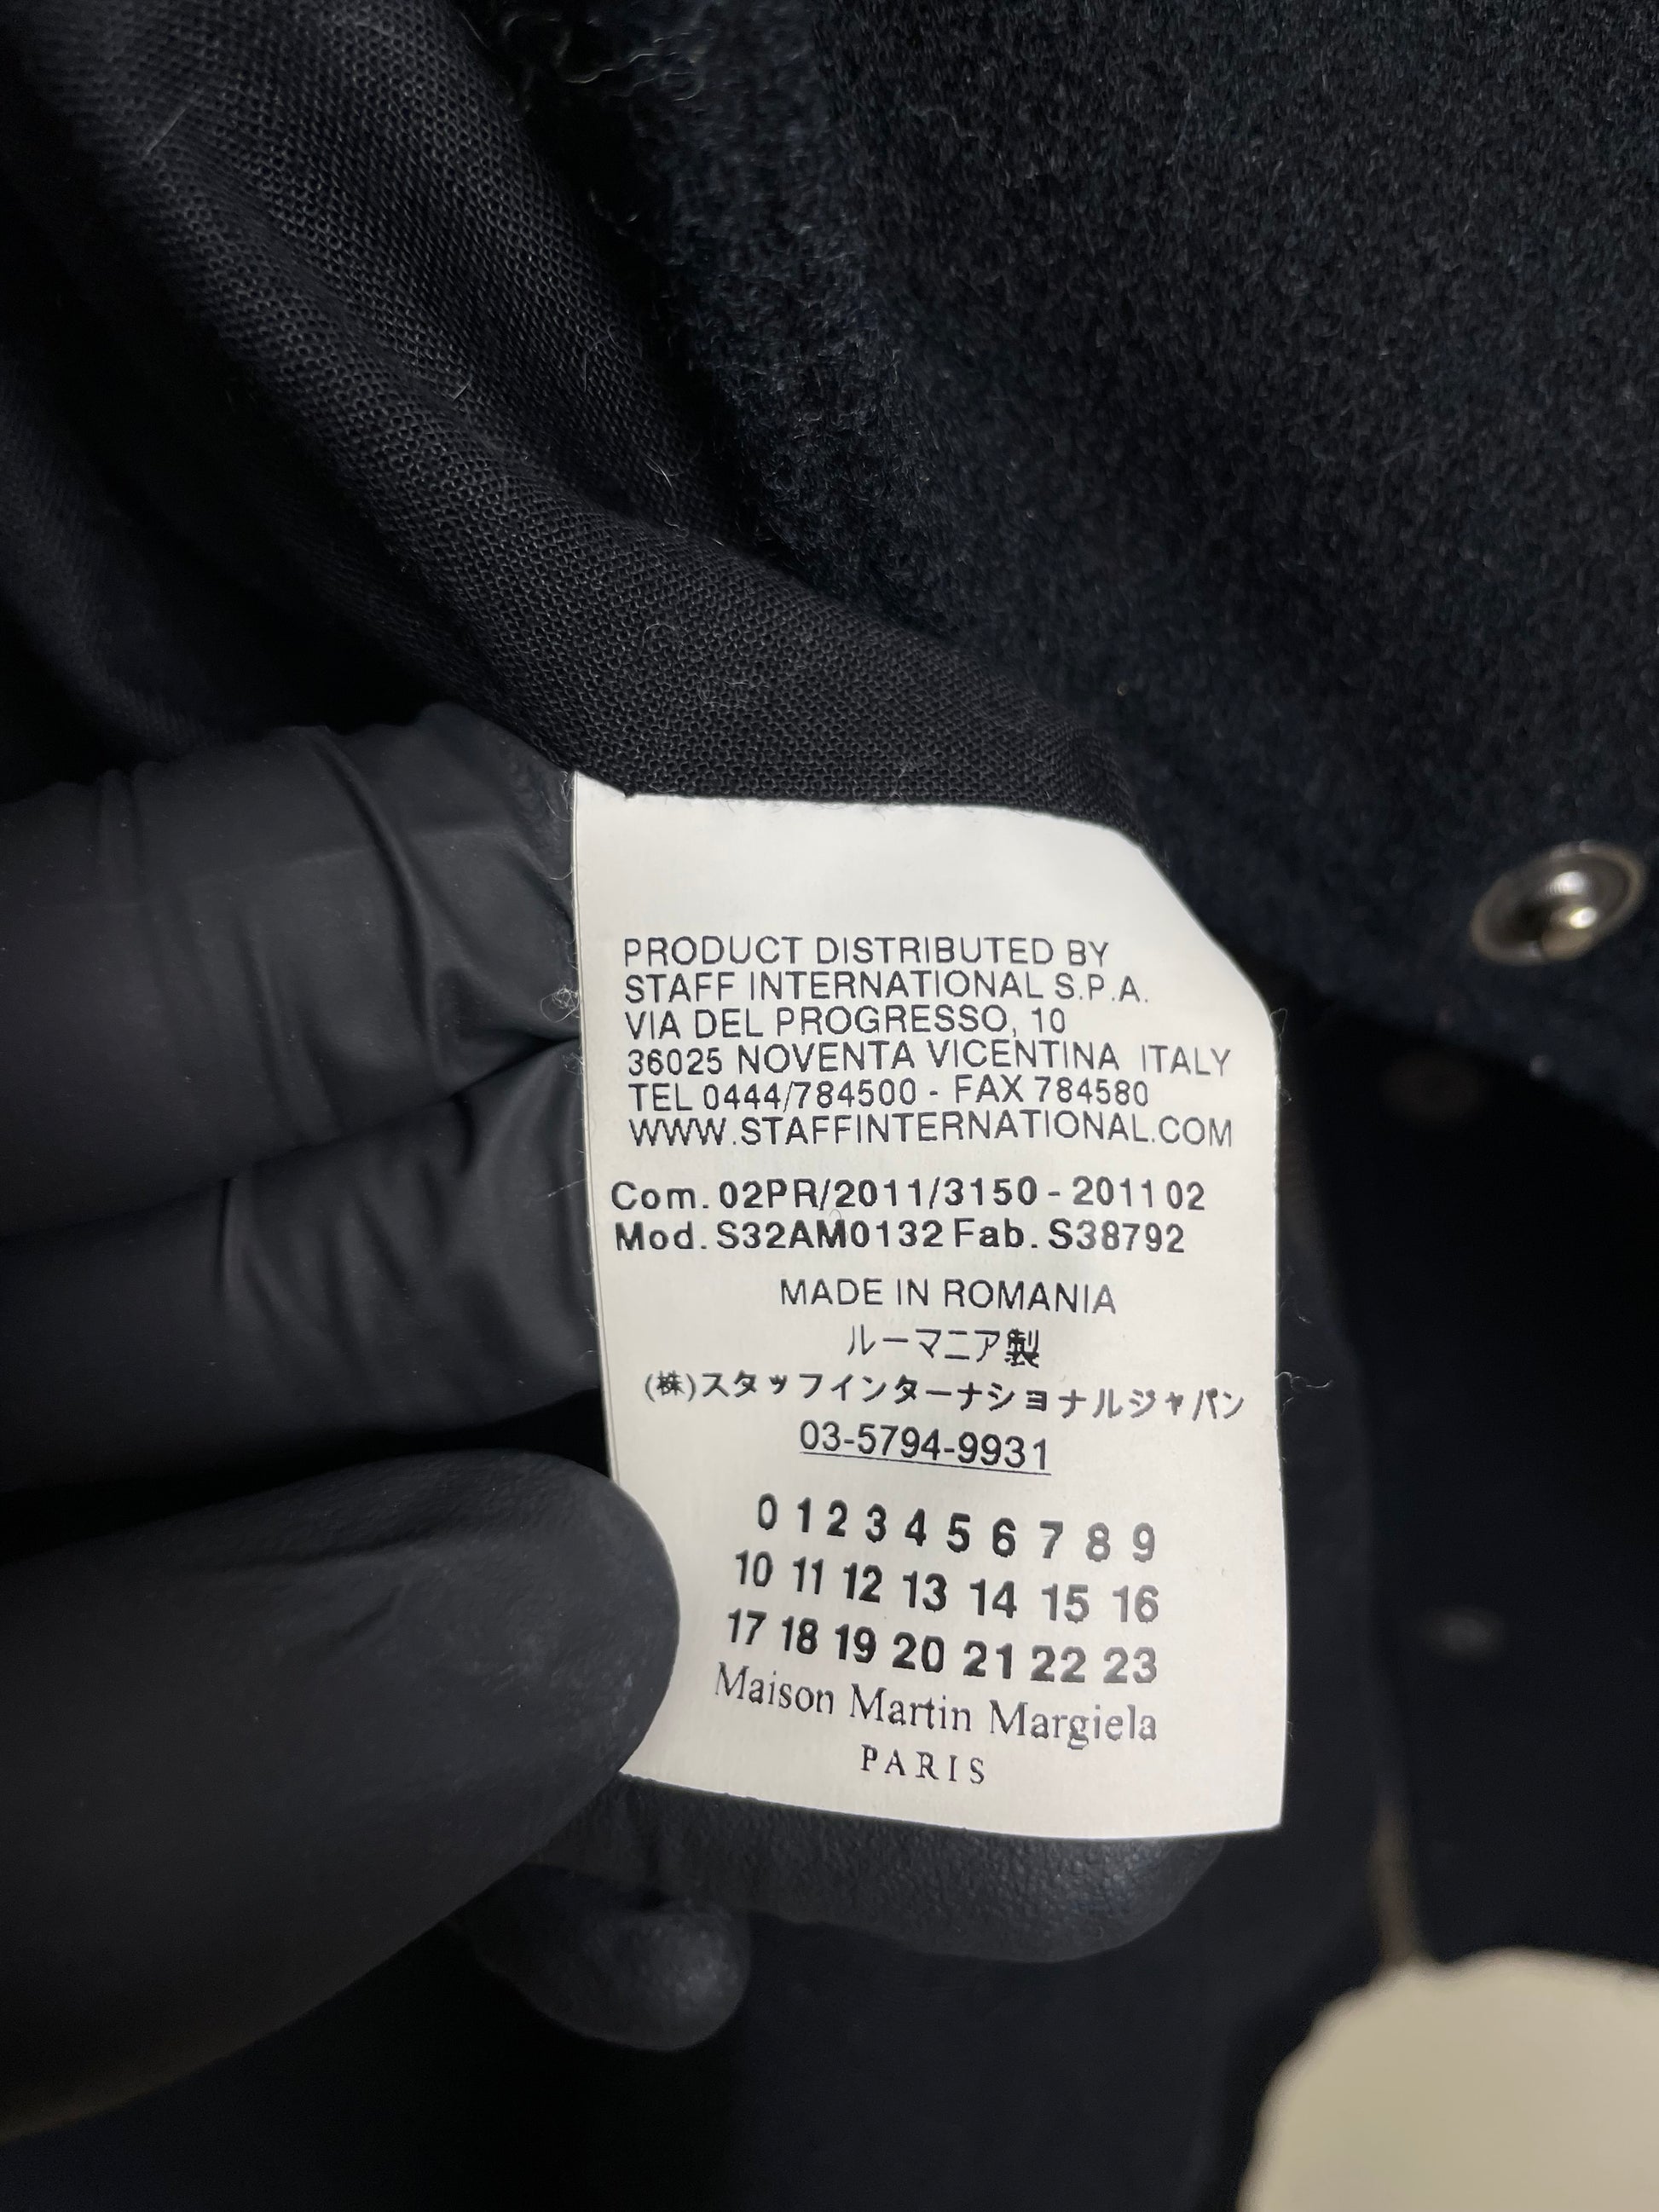 PRODUCT DISTRIBUTED BY
STAFF INTERNATIONAL S.P.A.
VIA DEL PROGRESSO, 10
36025 NOVENTA VICENTINA ITALY
TEL 0444/784500 - FAX 784580
WWW.STAFFINTERNATIONAL.COM
Com. 02PR/2011/3150 - 201102
Mod. S32AM0132 Fab. S38792
MADE IN ROMANIA
ルーマニア製
(株)スタッフインターナショナルジャパン
03-5794-9931
0 1 2 3 4 5 6 7 8 9
10 11 12 13 14 15 16
17 18 19 20 21 22 23
Maison Martin Margiela
PARIS